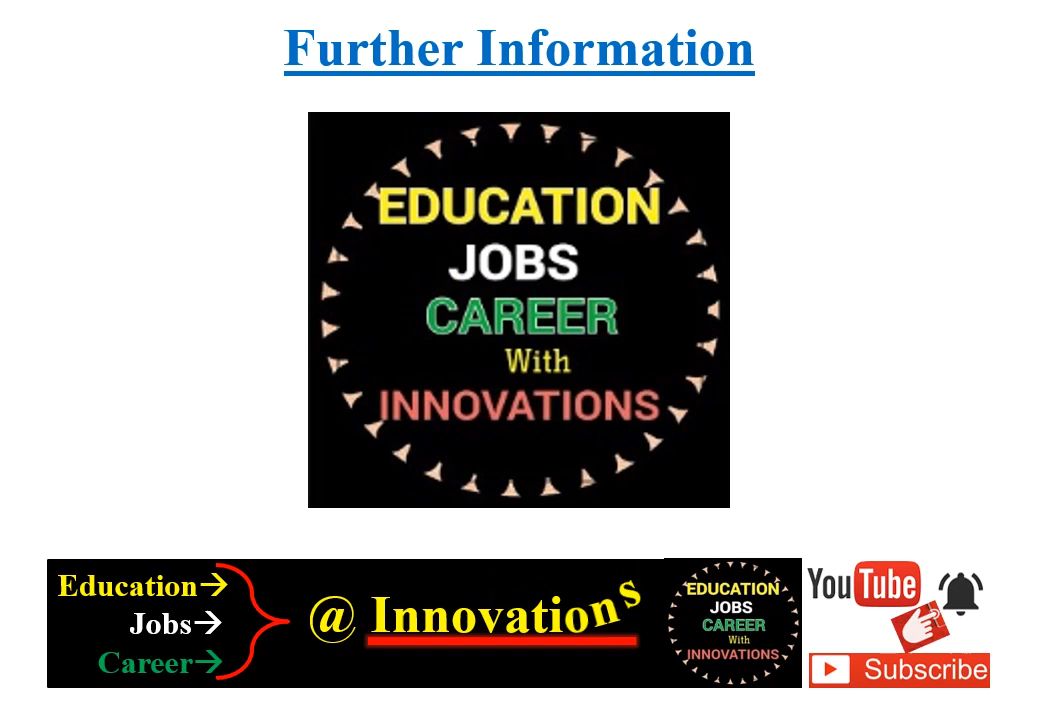 Further Information
EDUCATION
JOBS
CAREER
With
INNOVATIONS
Education→
Jobs→
Career→
@ Innovations
EDUCATION
JOBS
CAREER
With
INNOVATIONS
YouTube
Subscribe